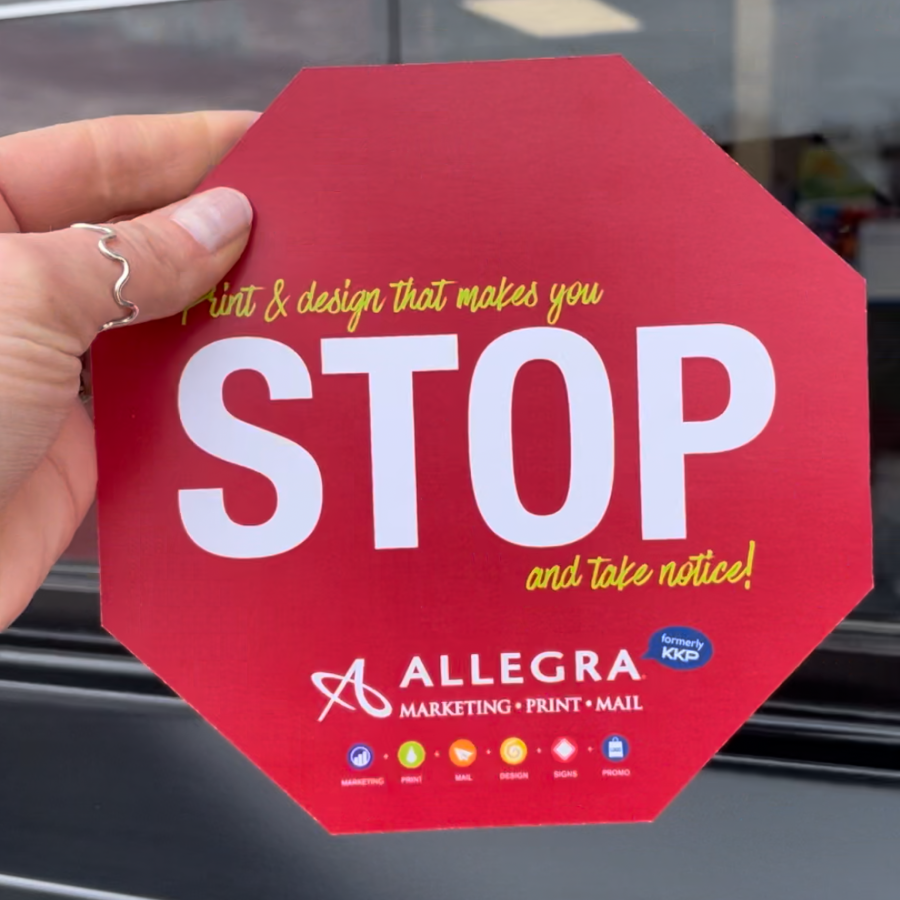 Print & design that makes you
STOP
and take notice!
formerly
KKP
ALLEGRA
MARKETING • PRINT • MAIL
MARKETING PRINT MAIL DESIGN SIGNS PROMO